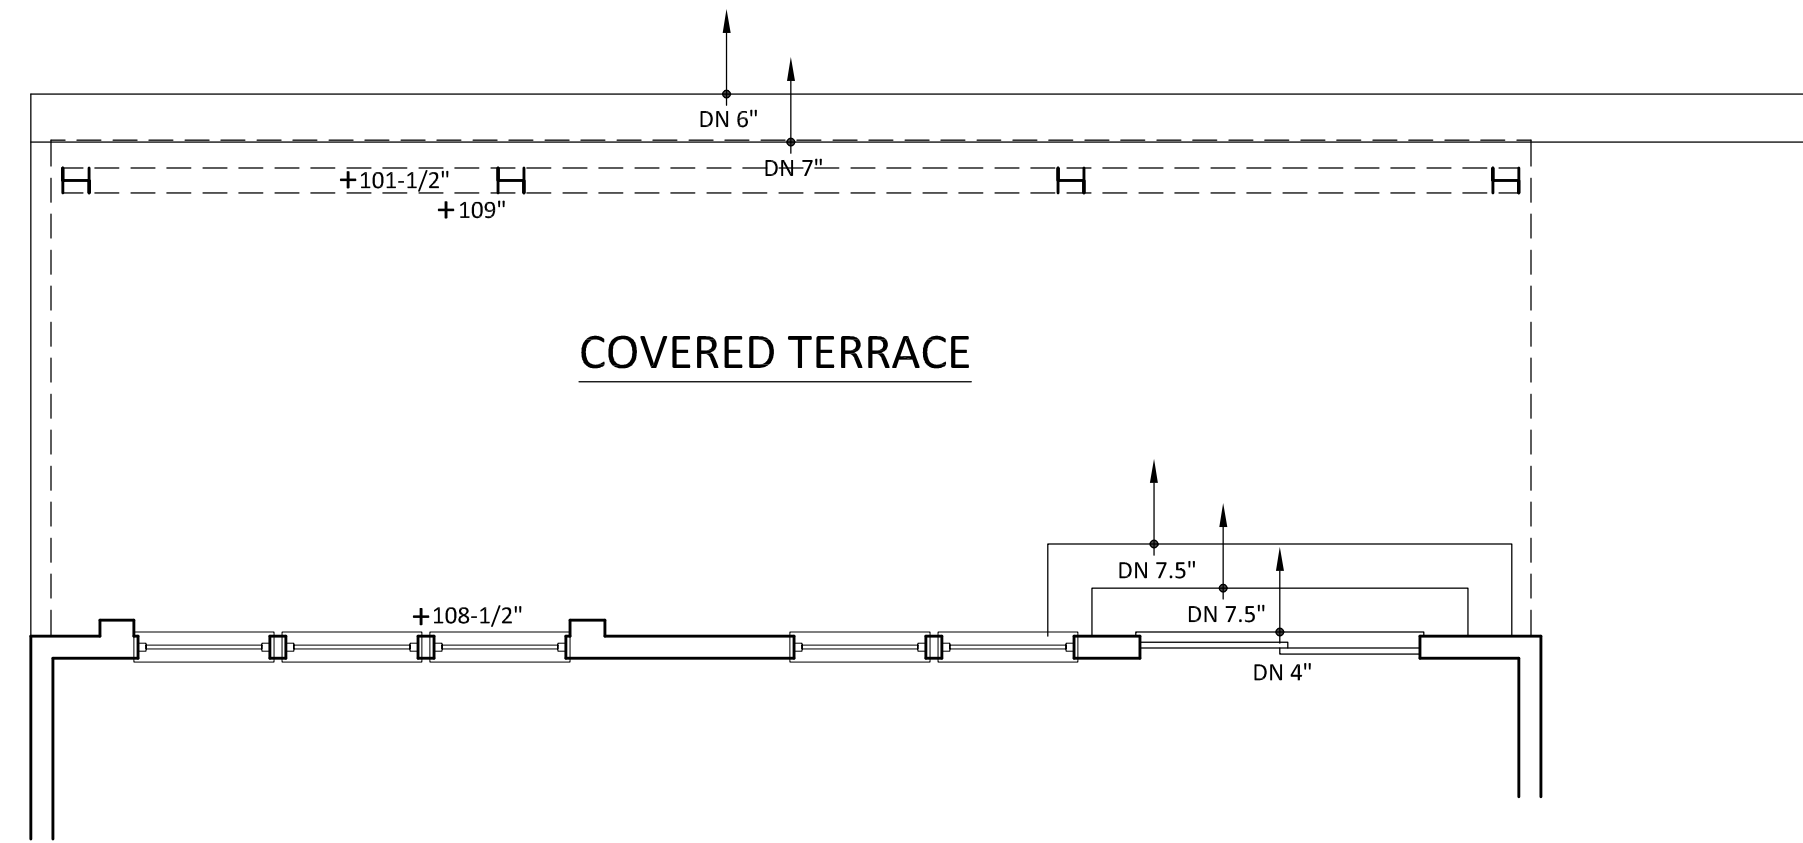 DN 6"
DN 7"
+101-1/2"
+109"
COVERED TERRACE
DN 7.5"
DN 7.5"
+108-1/2"
DN 4"